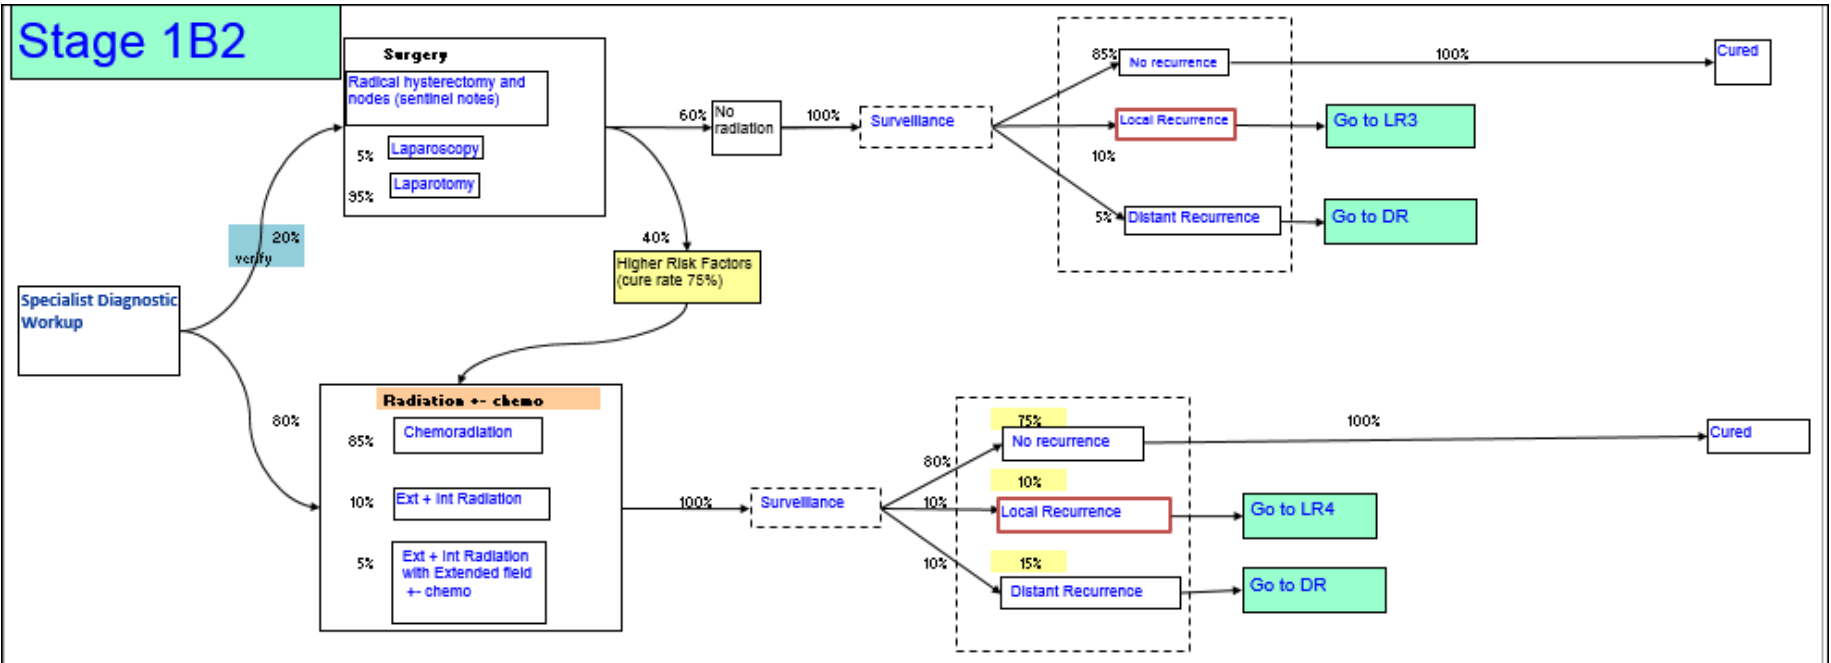 Stage 1B2
Surgery
Radical hysterectomy and
nodes (sentinel notes)
5%
Laparoscopy
95%
Laparotomy
20%
verify
Specialist Diagnostic
Workup
80%
60%
No
radiation
100%
Surveillance
85%
No recurrence
100%
Cured
Local Recurrence
10%
Go to LR3
5%
Distant Recurrence
Go to DR
40%
Higher Risk Factors
(cure rate 75%)
Radiation +- chemo
85%
Chemoradiation
10%
Ext + Int Radiation
5%
Ext + Int Radiation
with Extended field
+- chemo
100%
Surveillance
80%
75%
No recurrence
100%
Cured
10%
10%
Local Recurrence
Go to LR4
10%
15%
Distant Recurrence
Go to DR